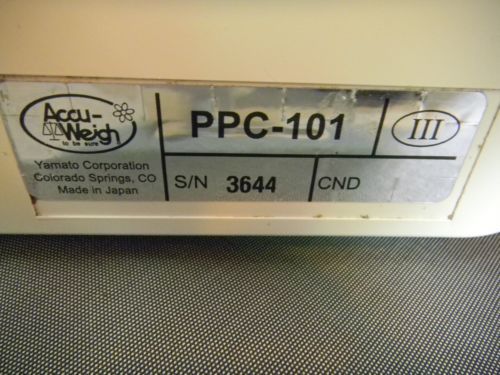 Accu-
Weigh
to be sure
Yamato Corporation
Colorado Springs, CO
Made in Japan
PPC-101
III
S/N 3644
CND